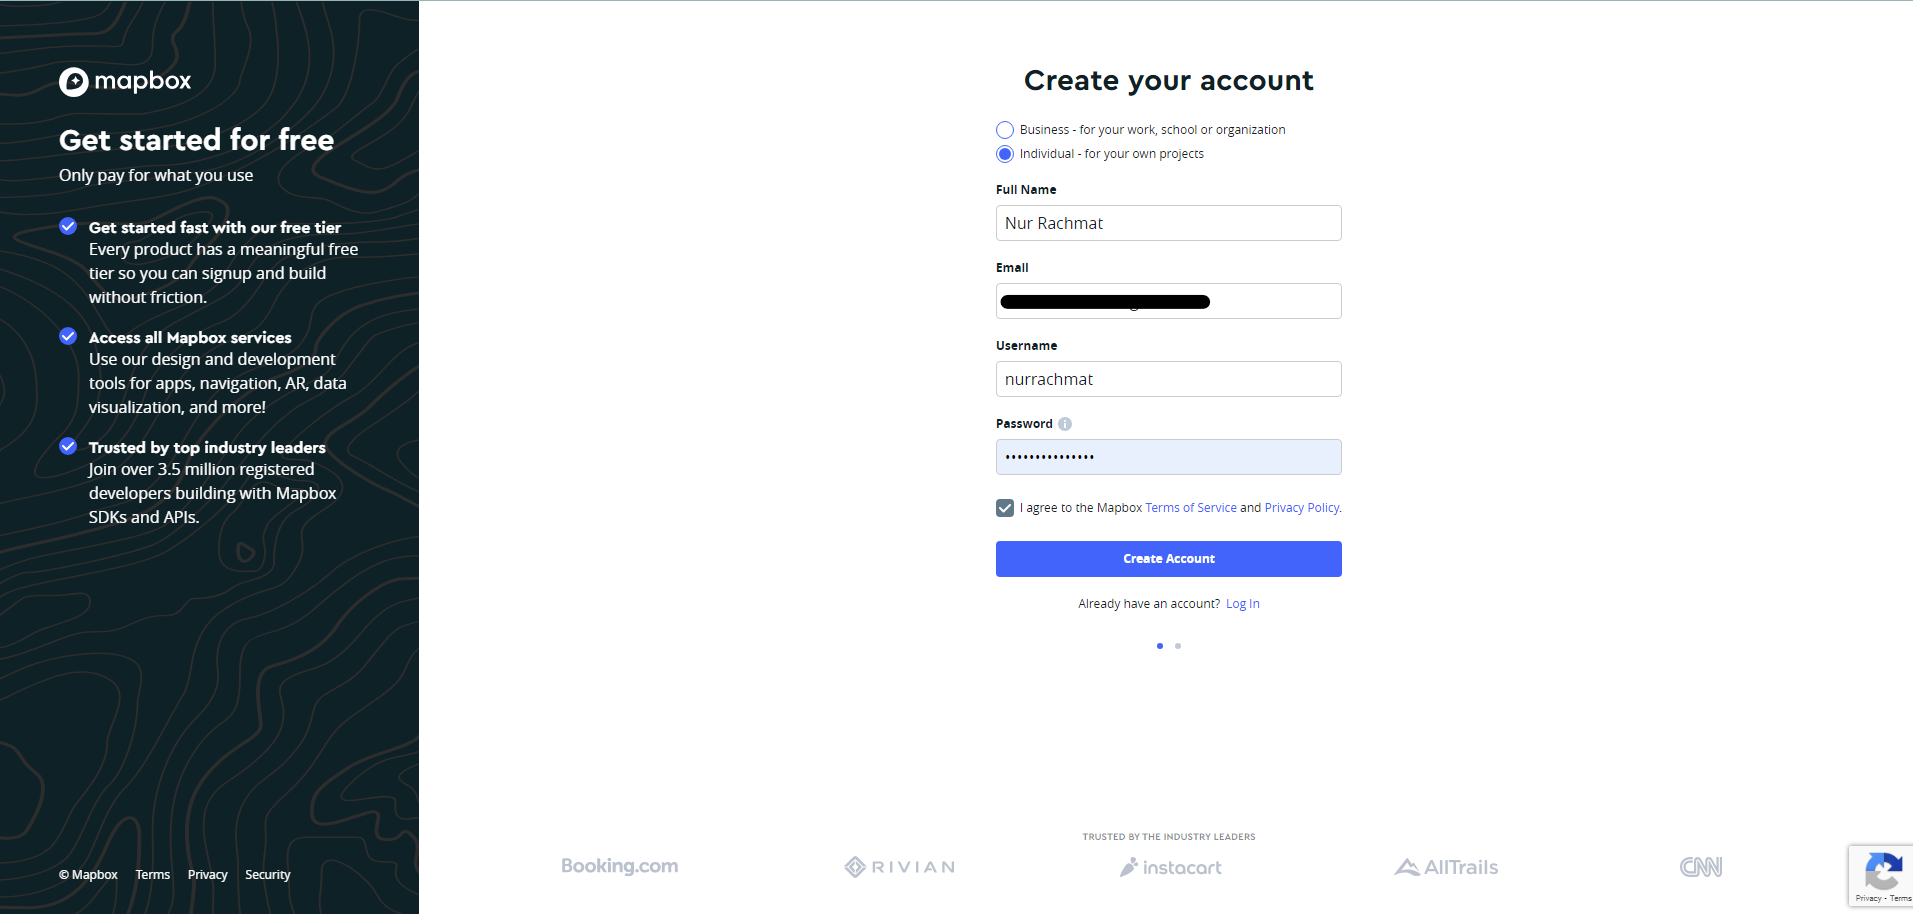 mapbox
Get started for free
Only pay for what you use
Get started fast with our free tier
Every product has a meaningful free
tier so you can signup and build
without friction.
Access all Mapbox services
Use our design and development
tools for apps, navigation, AR, data
visualization, and more!
Trusted by top industry leaders
Join over 3.5 million registered
developers building with Mapbox
SDKs and APIs.
© Mapbox Terms Privacy Security
Create your account
Business - for your work, school or organization
Individual - for your own projects
Full Name
Nur Rachmat
Email
Username
nurrachmat
Password
•••••••••••••••
I agree to the Mapbox Terms of Service and Privacy Policy.
Create Account
Already have an account? Log In
TRUSTED BY THE INDUSTRY LEADERS
Booking.com RIVIAN instacart AllTrails CNN
Privacy - Terms